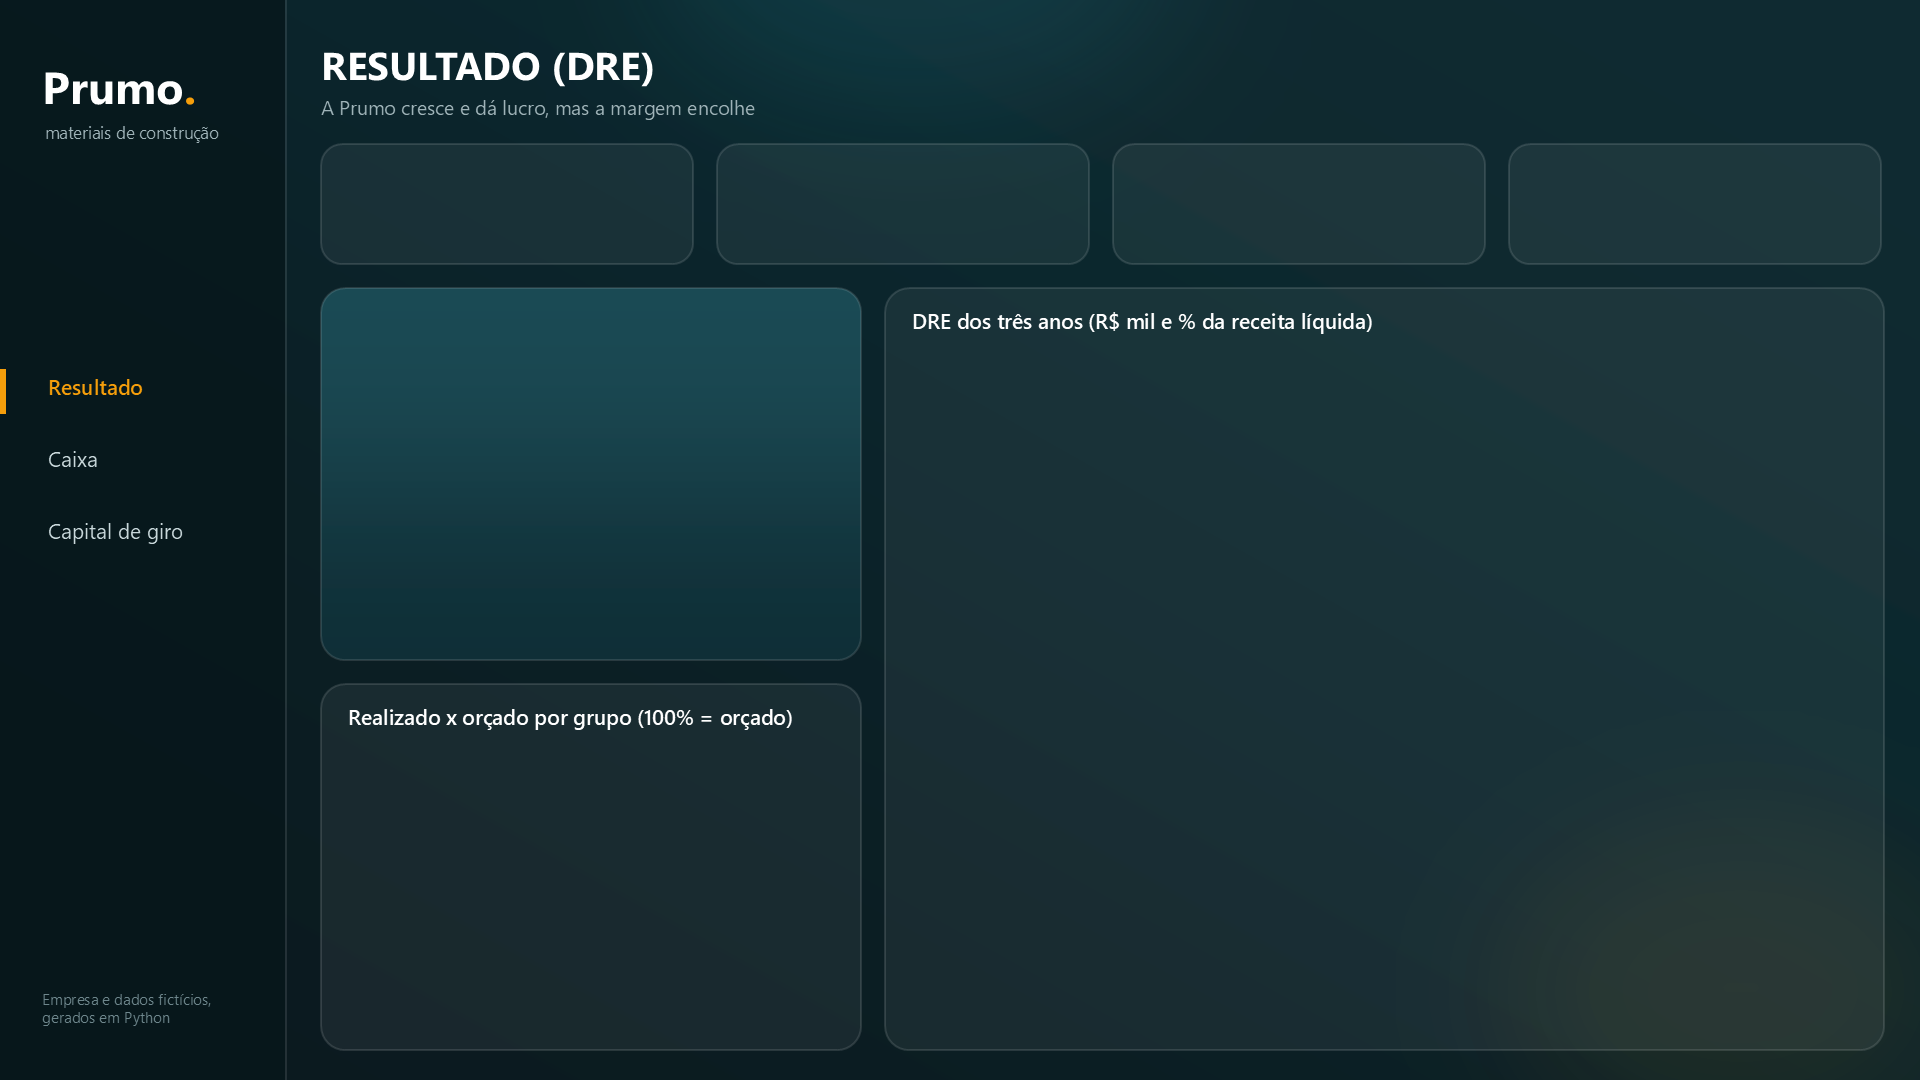 Prumo.
materiais de construção
Resultado
Caixa
Capital de giro
Empresa e dados fictícios,
gerados em Python
RESULTADO (DRE)
A Prumo cresce e dá lucro, mas a margem encolhe
DRE dos três anos (R$ mil e % da receita líquida)
Realizado x orçado por grupo (100% = orçado)